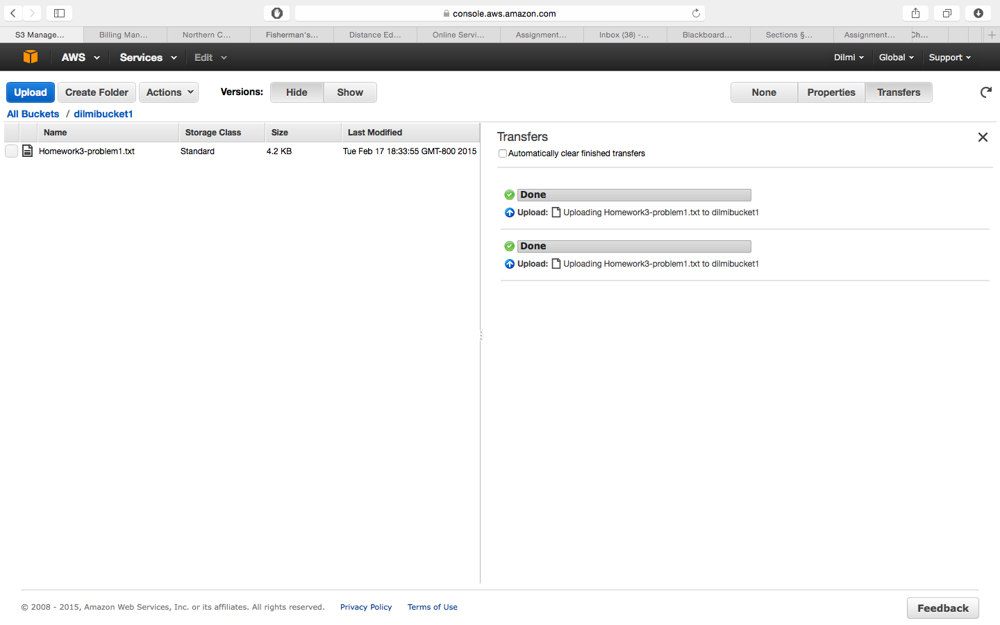 console.aws.amazon.com
S3 Manage... Billing Man... Northern C... Fisherman's... Distance Ed... Online Servi... Assignment... Inbox (38) -... Blackboard... Sections §... Assignment... Ch...
AWS Services Edit Dilmi Global Support
Upload Create Folder Actions Versions: Hide Show None Properties Transfers
All Buckets / dilmibucket1
Name Storage Class Size Last Modified
Homework3-problem1.txt Standard 4.2 KB Tue Feb 17 18:33:55 GMT-800 2015
Transfers
Automatically clear finished transfers
Done
Upload: Uploading Homework3-problem1.txt to dilmibucket1
Done
Upload: Uploading Homework3-problem1.txt to dilmibucket1
© 2008 - 2015, Amazon Web Services, Inc. or its affiliates. All rights reserved. Privacy Policy Terms of Use Feedback